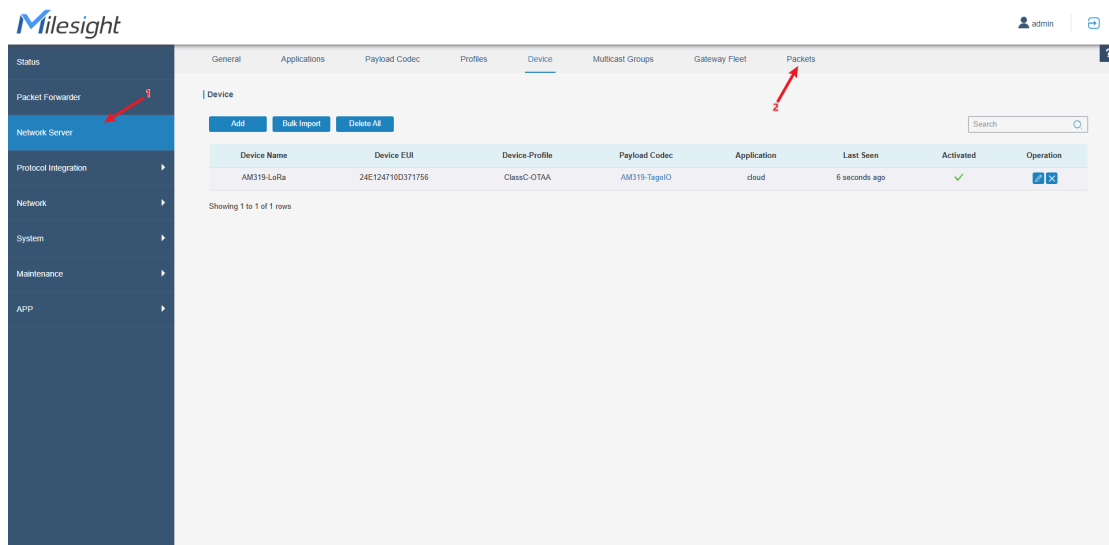 Milesight
admin
?
Status
General Applications Payload Codec Profiles Device Multicast Groups Gateway Fleet Packets
Packet Forwarder
1
Device
2
Network Server
Add Bulk Import Delete All
Search
Device Name Device EUI Device-Profile Payload Codec Application Last Seen Activated Operation
Protocol Integration
AM319-LoRa 24E124710D371756 ClassC-OTAA AM319-TagoIO cloud 6 seconds ago
Network
Showing 1 to 1 of 1 rows
System
Maintenance
APP